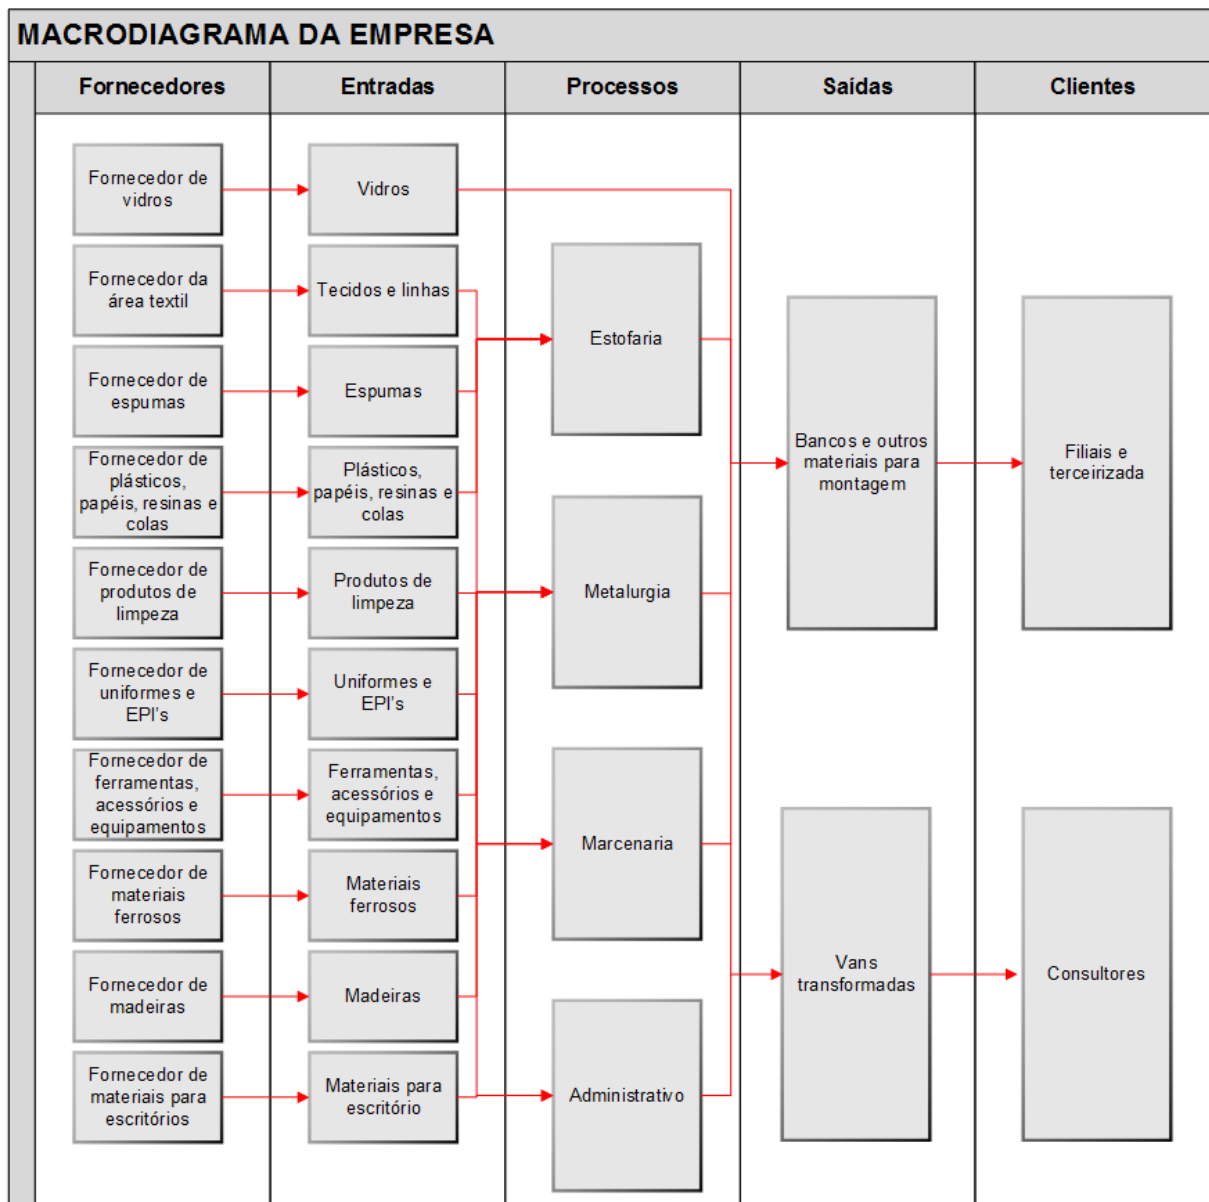 MACRODIAGRAMA DA EMPRESA
Fornecedores
Entradas
Processos
Saídas
Clientes
Fornecedor de
vidros
Fornecedor da
área textil
Fornecedor de
espumas
Fornecedor de
plásticos,
papéis, resinas e
colas
Fornecedor de
produtos de
limpeza
Fornecedor de
uniformes e
EPI's
Fornecedor de
ferramentas,
acessórios e
equipamentos
Fornecedor de
materiais
ferrosos
Fornecedor de
madeiras
Fornecedor de
materiais para
escritórios
Vidros
Tecidos e linhas
Espumas
Plásticos,
papéis, resinas e
colas
Produtos de
limpeza
Uniformes e
EPI's
Ferramentas,
acessórios e
equipamentos
Materiais
ferrosos
Madeiras
Materiais para
escritório
Estofaria
Metalurgia
Marcenaria
Administrativo
Bancos e outros
materiais para
montagem
Vans
transformadas
Filiais e
terceirizada
Consultores